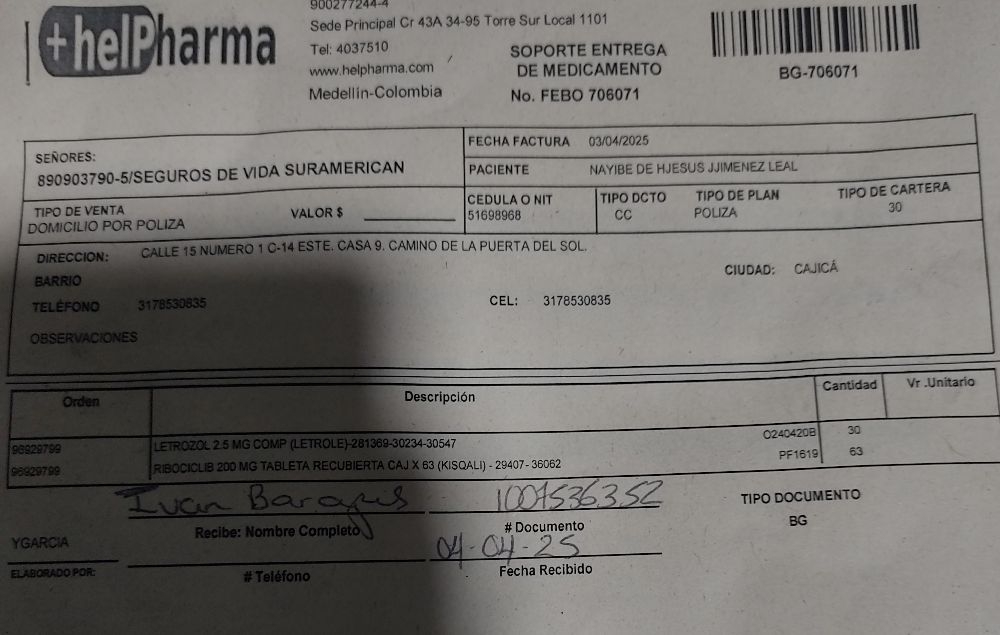 +helPharma
900277244-4
Sede Principal Cr 43A 34-95 Torre Sur Local 1101
Tel: 4037510
www.helpharma.com
Medellín-Colombia
SOPORTE ENTREGA
DE MEDICAMENTO
No. FEBO 706071
BG-706071
SEÑORES:
890903790-5/SEGUROS DE VIDA SURAMERICAN
FECHA FACTURA 03/04/2025
PACIENTE NAYIBE DE HJESUS JJIMENEZ LEAL
TIPO DE VENTA
DOMICILIO POR POLIZA
VALOR $
CEDULA O NIT
51698968
TIPO DCTO
CC
TIPO DE PLAN
POLIZA
TIPO DE CARTERA
30
DIRECCION: CALLE 15 NUMERO 1 C-14 ESTE. CASA 9. CAMINO DE LA PUERTA DEL SOL.
BARRIO
CIUDAD: CAJICÁ
TELÉFONO 3178530835
CEL: 3178530835
OBSERVACIONES
Orden Descripción Cantidad Vr .Unitario
96929799 LETROZOL 2.5 MG COMP (LETROLE)-281369-30234-30547 O240420B 30
96929799 RIBOCICLIB 200 MG TABLETA RECUBIERTA CAJ X 63 (KISQALI) - 29407- 36062 PF1619 63
Ivan 1007536352
Recibe: Nombre Completo
# Documento
TIPO DOCUMENTO
BG
YGARCIA
ELABORADO POR:
# Teléfono
04-04-25
Fecha Recibido